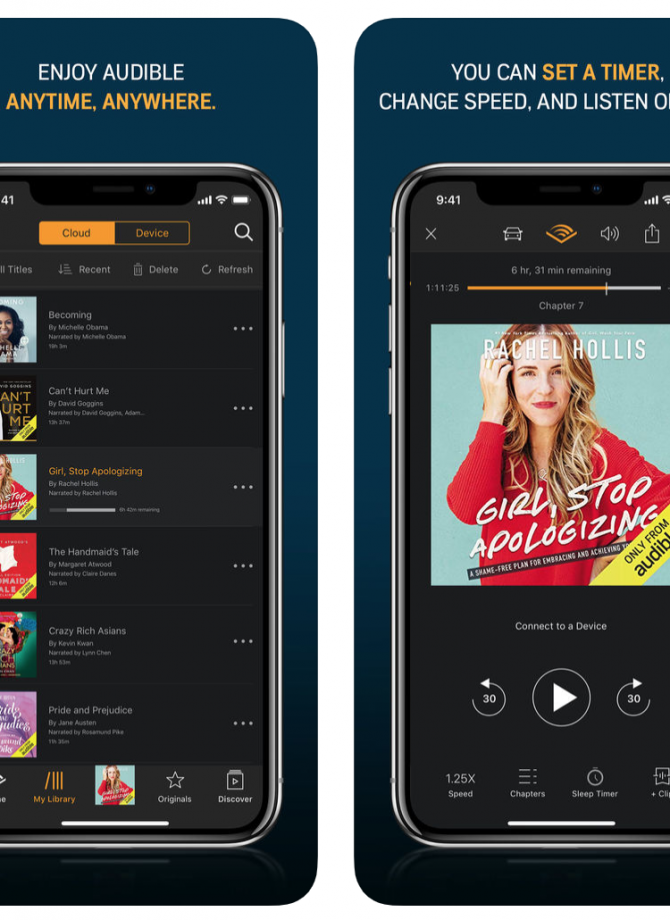 ENJOY AUDIBLE
ANYTIME, ANYWHERE.
41
Cloud
Device
ll Titles
Recent
Delete
Refresh
Becoming
By Michelle Obama
Narrated by Michelle Obama
19h 3m
Can't Hurt Me
By David Goggins
Narrated by David Goggins, Adam...
13h 37m
Girl, Stop Apologizing
By Rachel Hollis
Narrated by Rachel Hollis
6h 42m remaining
The Handmaid's Tale
By Margaret Atwood
Narrated by Claire Danes
12h 6m
Crazy Rich Asians
By Kevin Kwan
Narrated by Lynn Chen
13h 53m
Pride and Prejudice
By Jane Austen
Narrated by Rosamund Pike
11h 35m
My Library
Originals
Discover
YOU CAN SET A TIMER,
CHANGE SPEED, AND LISTEN O
9:41
6 hr, 31 min remaining
1:11:25
Chapter 7
RACHEL HOLLIS
GIRL, STOP
APOLOGIZING
A SHAME-FREE PLAN FOR EMBRACING AND ACHIEVING
ONLY FROM
audible
Connect to a Device
30
30
1.25X
Speed
Chapters
Sleep Timer
+ Cli